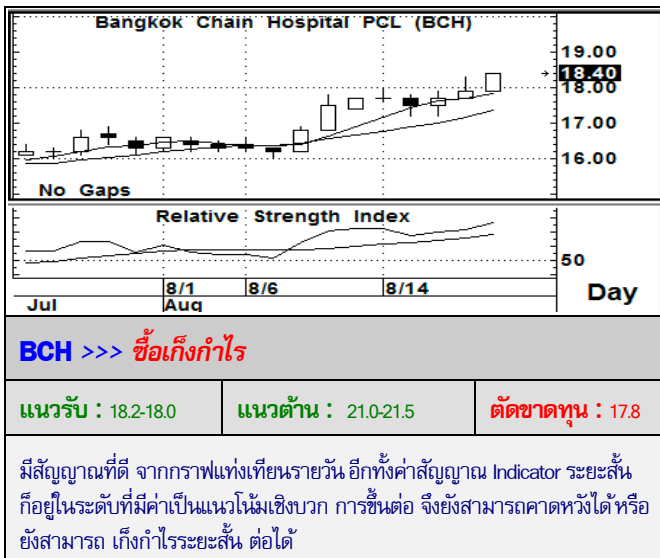 Bangkok Chain Hospital PCL (BCH)
19.00
18.40
18.00
17.00
16.00
No Gaps
Relative Strength Index
50
8/1 8/6 8/14
Jul Aug
Day
BCH >>> ซื้อเก็งกำไร
แนวรับ : 18.2-18.0 แนวต้าน : 21.0-21.5 ตัดขาดทุน : 17.8
มีสัญญาณที่ดี จากกราฟแท่งเทียนรายวัน อีกทั้งค่าสัญญาณ Indicator ระยะสั้น
ก็อยู่ในระดับที่มีค่าเป็นแนวโน้มเชิงบวก การขึ้นต่อ จึงยังสามารถคาดหวังได้ หรือ
ยังสามารถ เก็งกำไรระยะสั้น ต่อได้